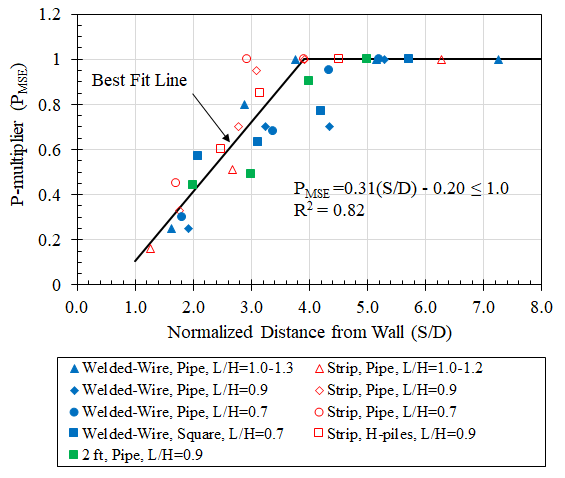 1.2
1
0.8
0.6
0.4
0.2
0
P-multiplier (P_MSE)
Best Fit Line
P_MSE =0.31(S/D) - 0.20 ≤ 1.0
R² = 0.82
0.0 1.0 2.0 3.0 4.0 5.0 6.0 7.0 8.0
Normalized Distance from Wall (S/D)
Welded-Wire, Pipe, L/H=1.0-1.3 Strip, Pipe, L/H=1.0-1.2
Welded-Wire, Pipe, L/H=0.9 Strip, Pipe, L/H=0.9
Welded-Wire, Pipe, L/H=0.7 Strip, Pipe, L/H=0.7
Welded-Wire, Square, L/H=0.7 Strip, H-piles, L/H=0.9
2 ft, Pipe, L/H=0.9